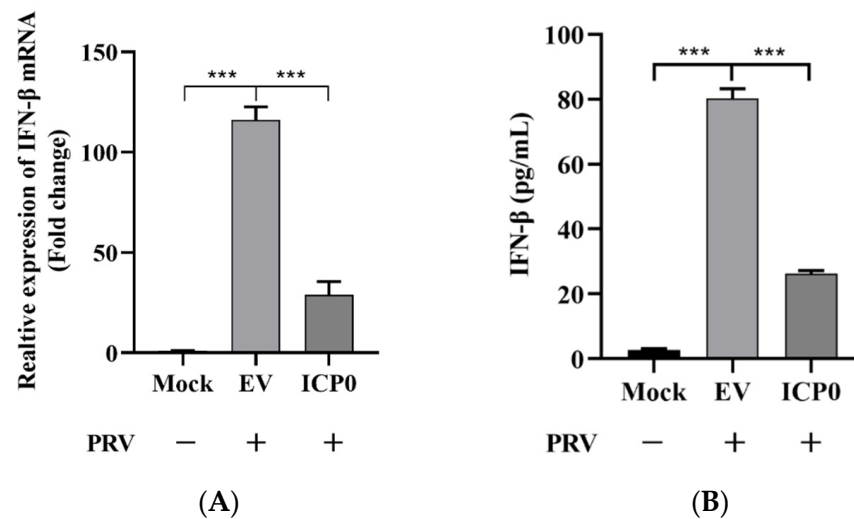 Realtive expression of IFN-β mRNA
(Fold change)
150
100
50
0
***
***
Mock EV ICP0
PRV − + +
(A)
IFN-β (pg/mL)
100
80
60
40
20
0
***
***
Mock EV ICP0
PRV − + +
(B)